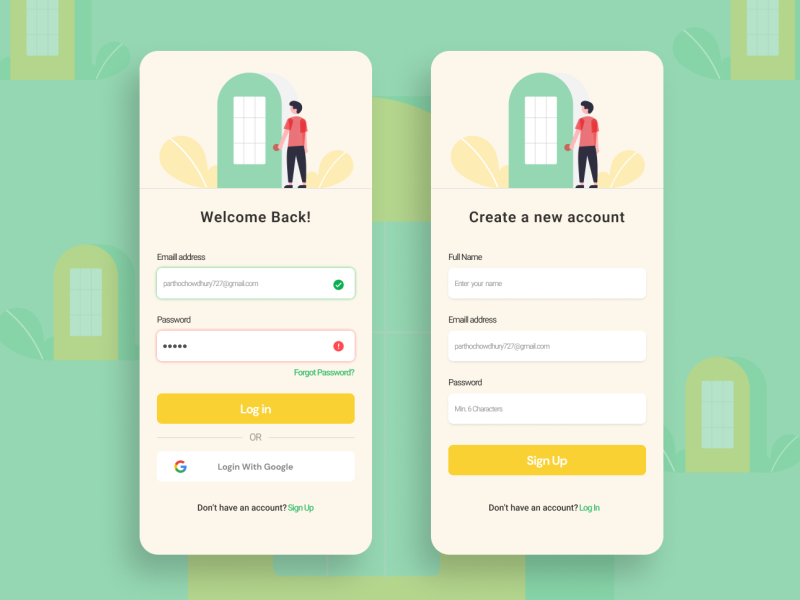 Welcome Back!
Emaill address
parthochowdhury727@gmail.com
Password
Forgot Password?
Log in
OR
Login With Google
Don't have an account? Sign Up
Create a new account
Full Name
Enter your name
Emaill address
parthochowdhury727@gmail.com
Password
Min. 6 Characters
Sign Up
Don't have an account? Log In